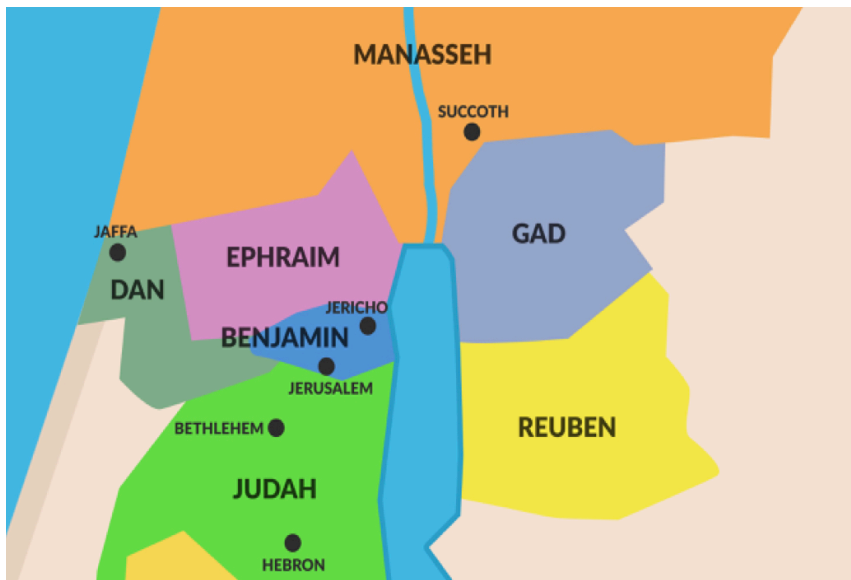 MANASSEH
SUCCOTH
JAFFA
GAD
EPHRAIM
DAN
JERICHO
BENJAMIN
JERUSALEM
BETHLEHEM
REUBEN
JUDAH
HEBRON